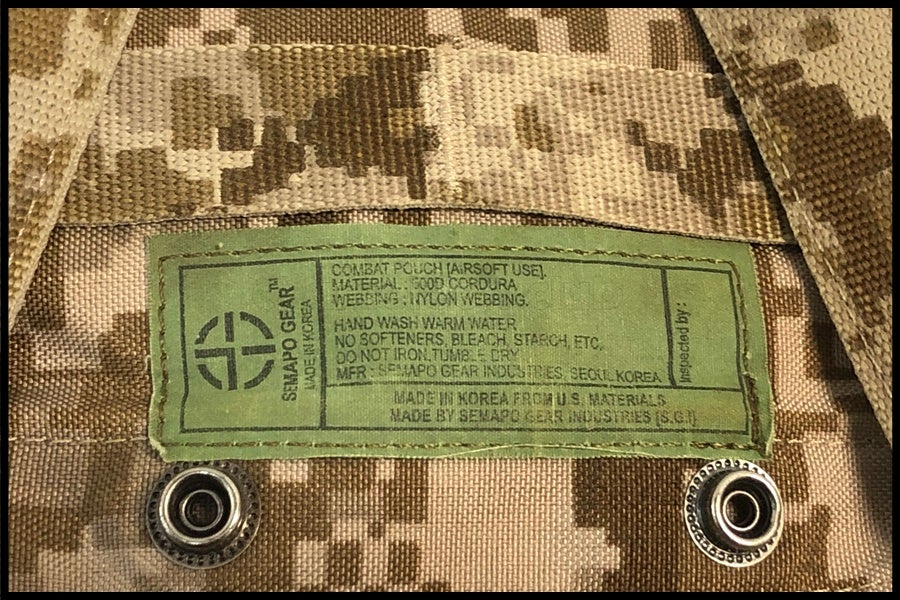 SEMAPO GEAR™
MADE IN KOREA
COMBAT POUCH [AIRSOFT USE].
MATERIAL : 500D CORDURA
WEBBING : NYLON WEBBING.
HAND WASH WARM WATER
NO SOFTENERS, BLEACH, STARCH, ETC.
DO NOT IRON,TUMBLE DRY
MFR : SEMAPO GEAR INDUSTRIES, SEOUL KOREA
Inspected by :
MADE IN KOREA FROM U.S. MATERIALS
MADE BY SEMAPO GEAR INDUSTRIES [S.G.I]